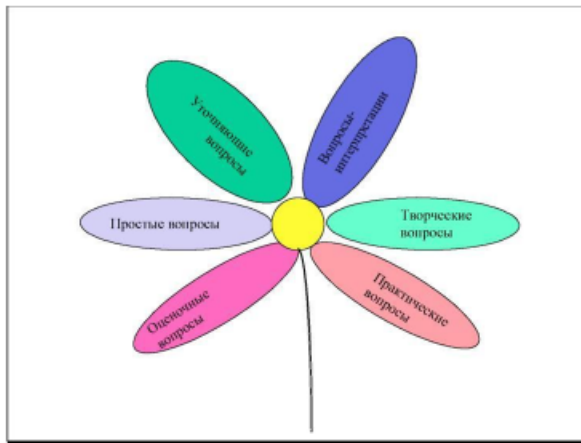 Уточняющие
вопросы
Вопросы-
интерпретации
Простые вопросы
Творческие
вопросы
Оценочные
вопросы
Практические
вопросы